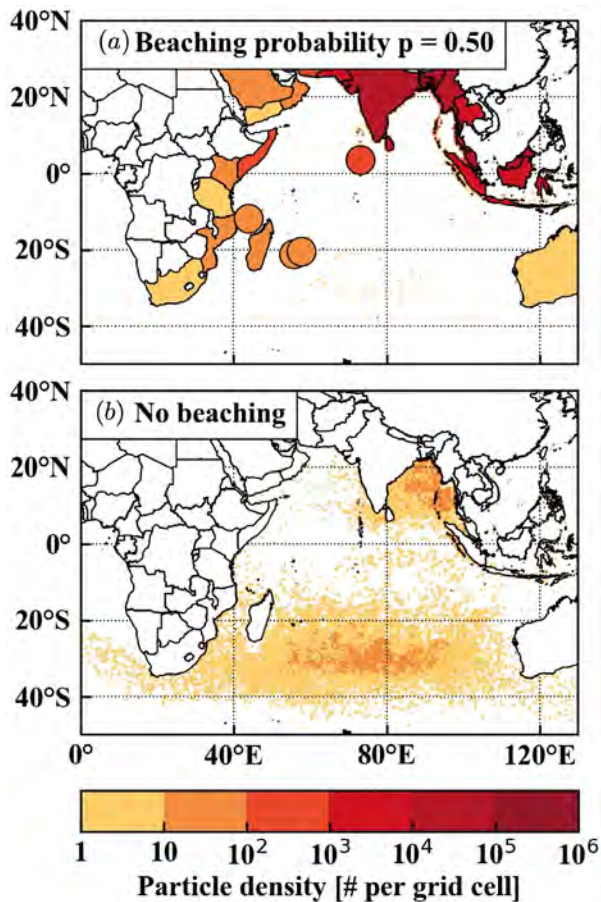 40°N
(a) Beaching probability p = 0.50
20°N
0°
20°S
40°S
40°N
(b) No beaching
20°N
0°
20°S
40°S
0° 40°E 80°E 120°E
1 10 10² 10³ 10⁴ 10⁵ 10⁶
Particle density [# per grid cell]